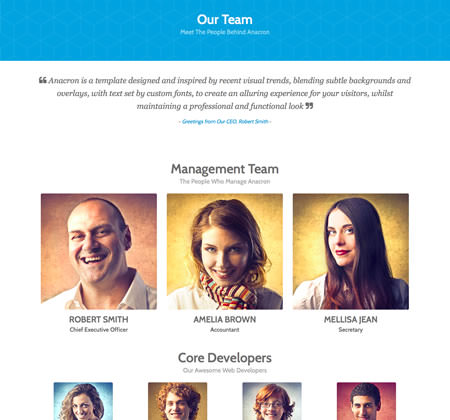 Our Team
Meet The People Behind Anacron
❝ Anacron is a template designed and inspired by recent visual trends, blending subtle backgrounds and
overlays, with text set by custom fonts, to create an alluring experience for your visitors, whilst
maintaining a professional and functional look ❞
- Greetings from Our CEO, Robert Smith -
Management Team
The People Who Manage Anacron
ROBERT SMITH
Chief Executive Officer
AMELIA BROWN
Accountant
MELLISA JEAN
Secretary
Core Developers
Our Awesome Web Developers